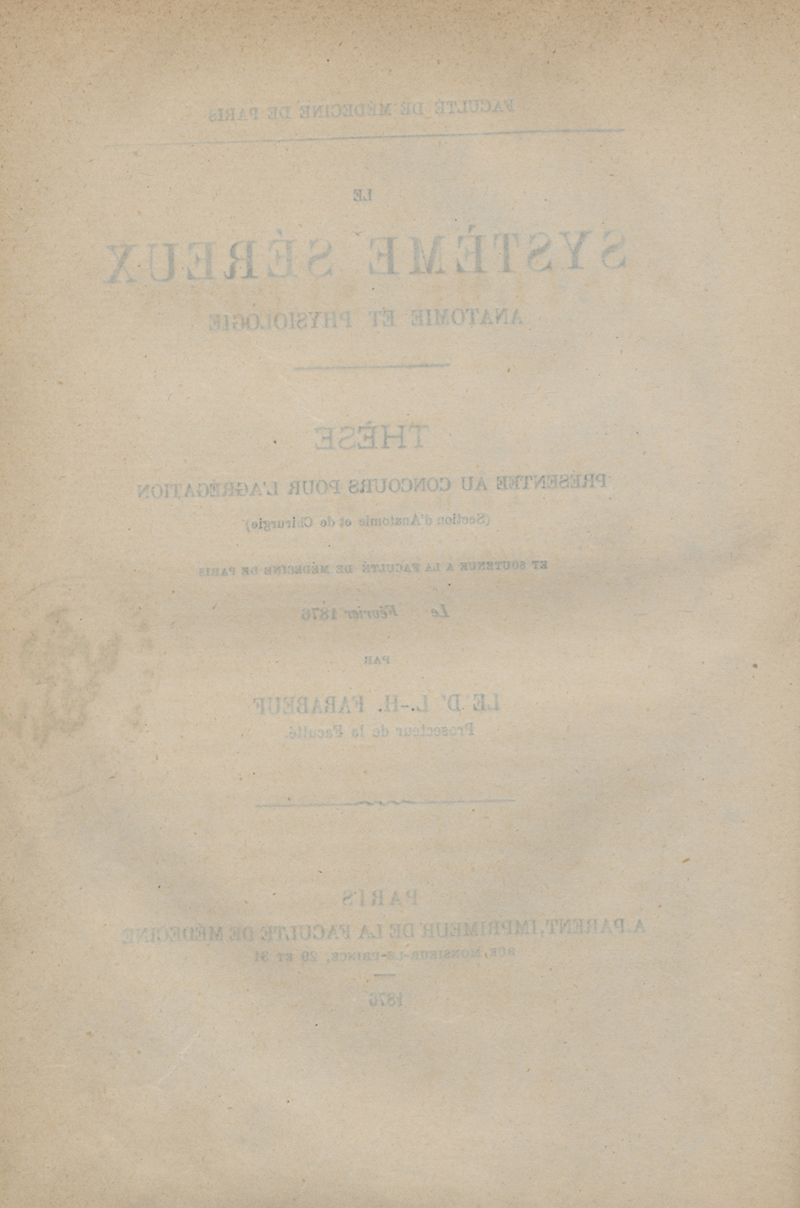 FACULTÉ DE MÉDECINE DE PARIS
LE
SYSTÈME SÉREUX
ANATOMIE ET PHYSIOLOGIE
THÈSE
PRÉSENTÉE AU CONCOURS POUR L'AGRÉGATION
(Section d'Anatomie et de Chirurgie)
ET SOUTENUE A LA FACULTÉ DE MÉDECINE DE PARIS
Le Février 1876
PAR
LE Dr L.-H. FARABEUF
Prosecteur de la Faculté.
PARIS
A. PARENT, IMPRIMEUR DE LA FACULTÉ DE MÉDECINE
RUE MONSIEUR-LE-PRINCE, 29 ET 31
1876